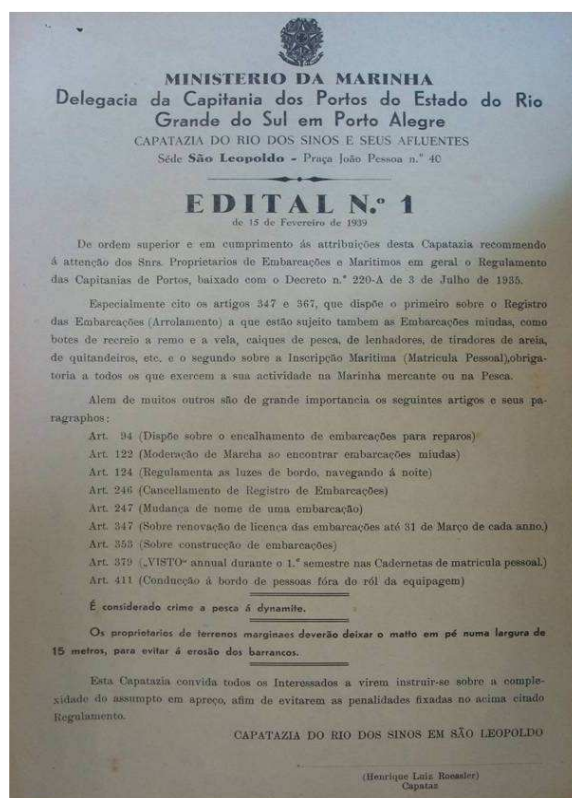 MINISTERIO DA MARINHA
Delegacia da Capitania dos Portos do Estado do Rio
Grande do Sul em Porto Alegre
CAPATAZIA DO RIO DOS SINOS E SEUS AFLUENTES
Séde São Leopoldo - Praça João Pessoa n.° 40
EDITAL N.° 1
de 15 de Fevereiro de 1939
De ordem superior e em cumprimento ás attribuições desta Capatazia recommendo
á attenção dos Snrs. Proprietarios de Embarcações e Maritimos em geral o Regulamento
das Capitanias de Portos, baixado com o Decreto n.° 220-A de 3 de Julho de 1935.
Especialmente cito os artigos 347 e 367, que dispõe o primeiro sobre o Registro
das Embarcações (Arrolamento) a que estão sujeito tambem as Embarcações miudas, como
botes de recreio a remo e a vela, caiques de pesca, de lenhadores, de tiradores de areia,
de quitandeiros, etc. e o segundo sobre a Inscripção Maritima (Matricula Pessoal),obriga-
toria a todos os que exercem a sua actividade na Marinha mercante ou na Pesca.
Alem de muitos outros são de grande importancia os seguintes artigos e seus pa-
ragraphos:
Art. 94 (Dispõe sobre o encalhamento de embarcações para reparos)
Art. 122 (Moderação de Marcha ao encontrar embarcações miudas)
Art. 124 (Regulamenta as luzes de bordo, navegando á noite)
Art. 246 (Cancellamento de Registro de Embarcações)
Art. 247 (Mudança de nome de uma embarcação)
Art. 347 (Sobre renovação de licença das embarcações até 31 de Março de cada anno.)
Art. 353 (Sobre construcção de embarcações)
Art. 379 („VISTO" annual durante o 1.° semestre nas Cadernetas de matricula pessoal.)
Art. 411 (Conducção á bordo de pessoas fóra do ról da equipagem)
É considerado crime a pesca á dynamite.
Os proprietarios de terrenos marginaes deverão deixar o matto em pé numa largura de
15 metros, para evitar á erosão dos barrancos.
Esta Capatazia convida todos os Interessados a virem instruir-se sobre a comple-
xidade do assumpto em apreço, afim de evitarem as penalidades fixadas no acima citado
Regulamento.
CAPATAZIA DO RIO DOS SINOS EM SÃO LEOPOLDO
(Henrique Luiz Roessler)
Capataz